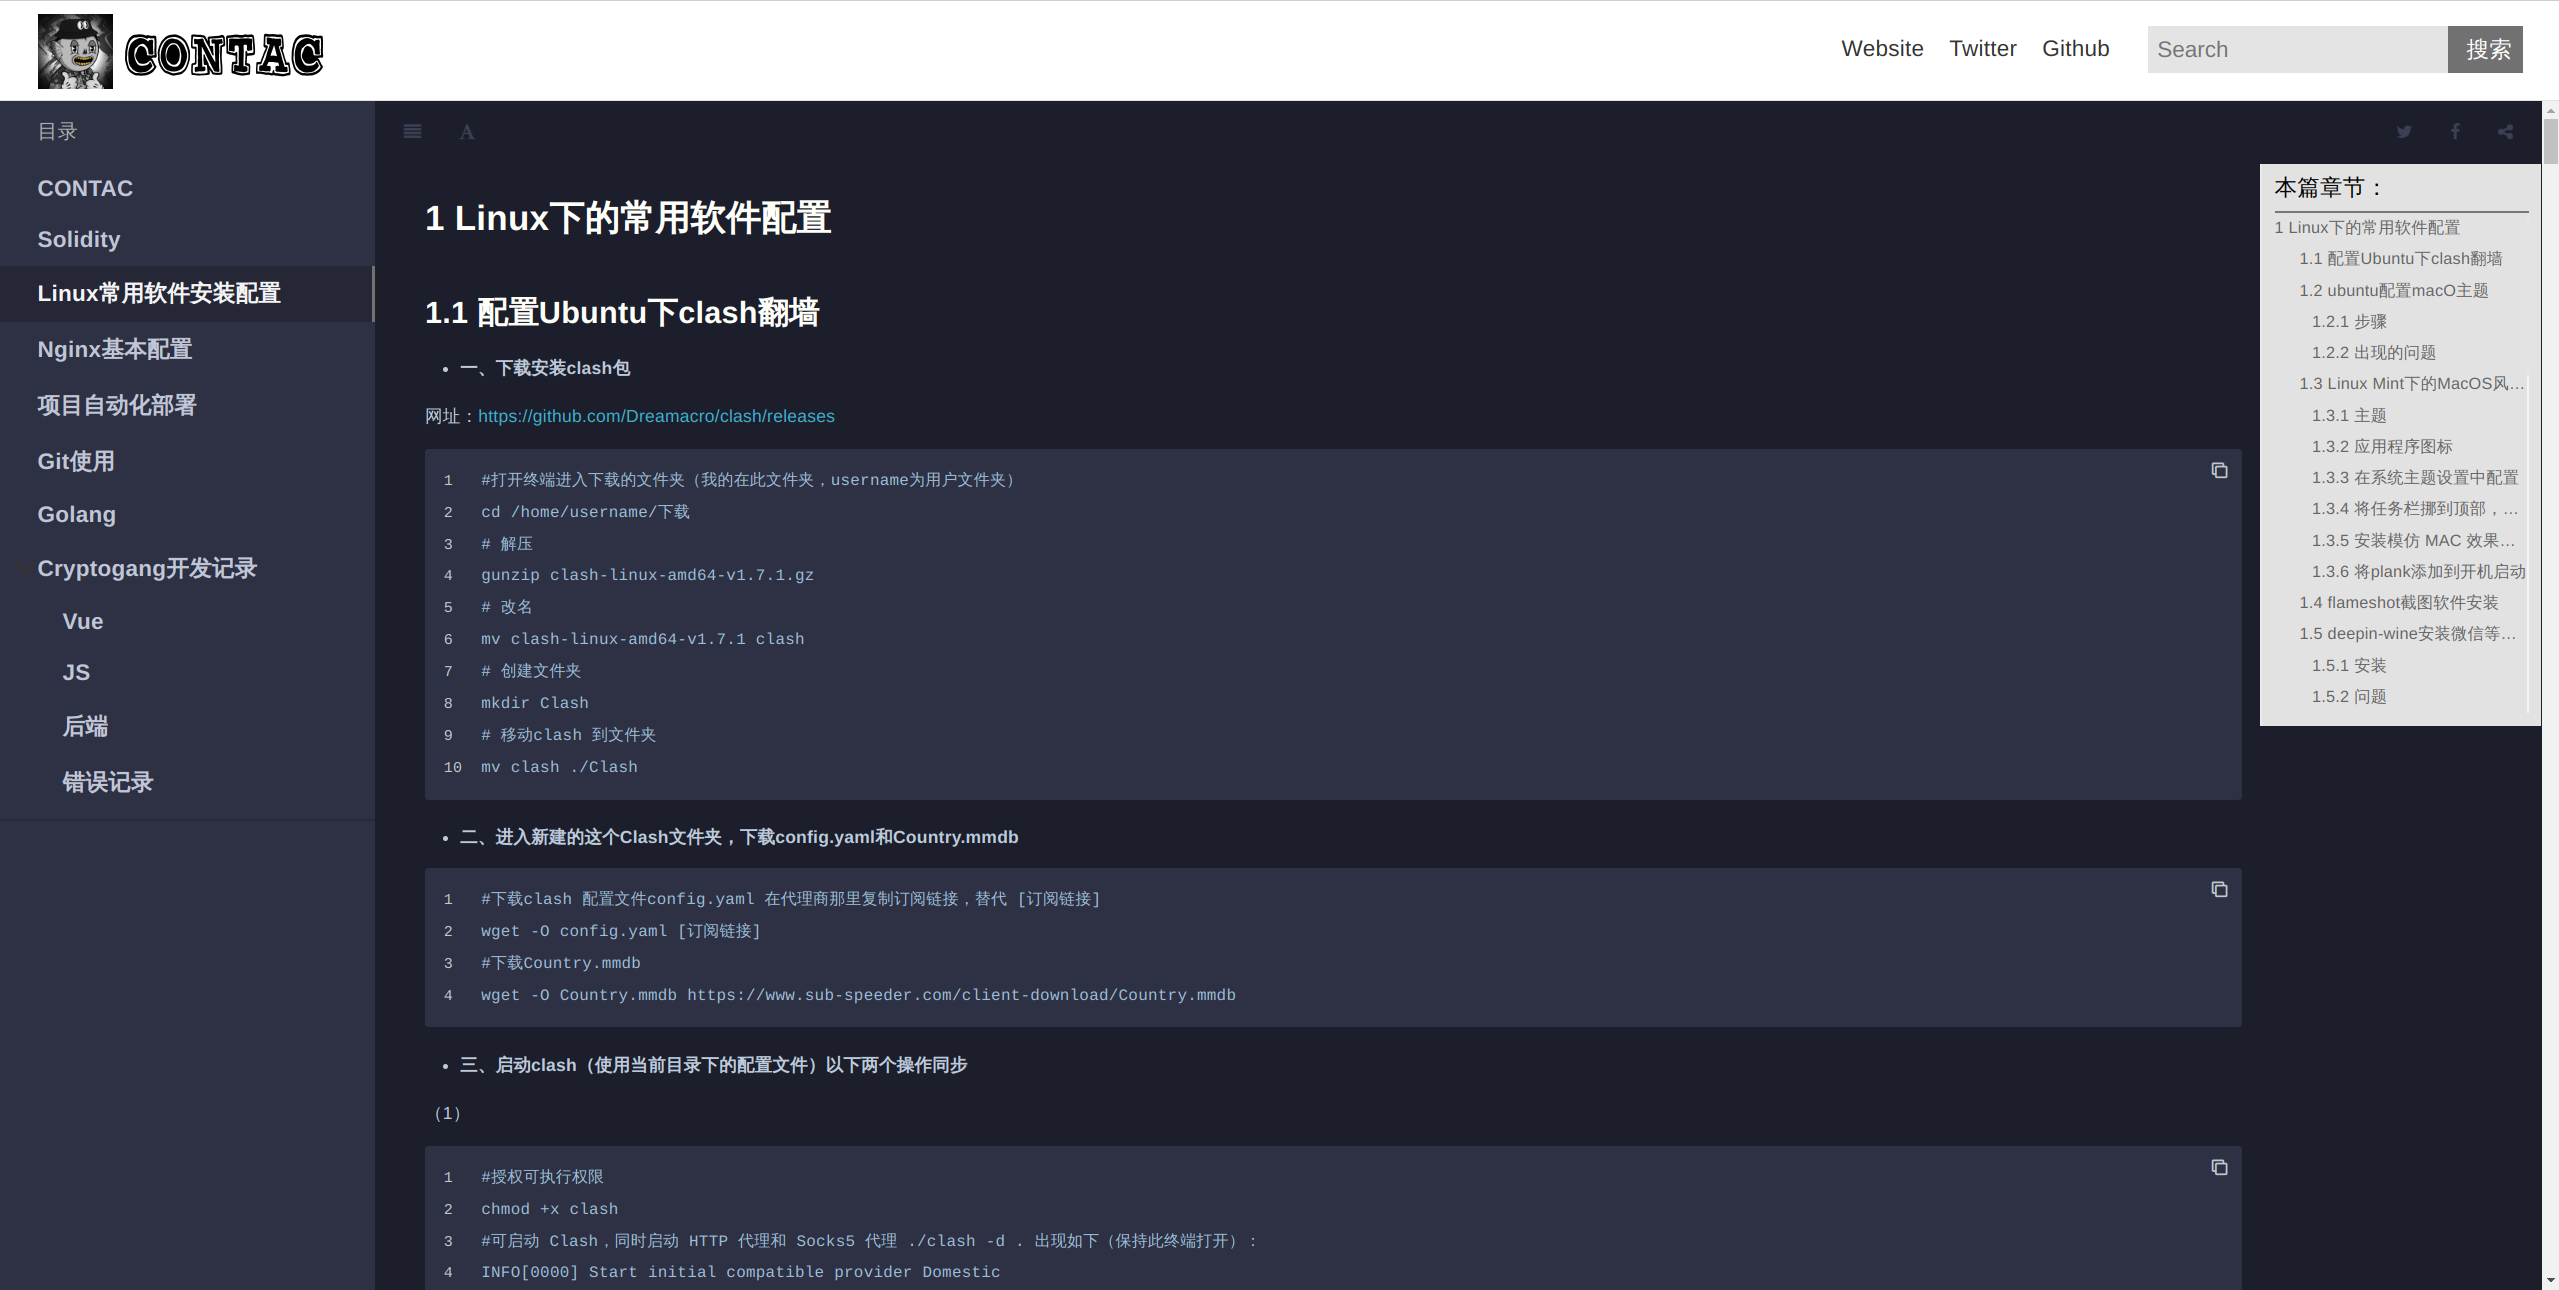 CONTAC
Website Twitter Github Search 搜索
目录
CONTAC
Solidity
Linux常用软件安装配置
Nginx基本配置
项目自动化部署
Git使用
Golang
Cryptogang开发记录
Vue
JS
后端
错误记录
A
1 Linux下的常用软件配置
1.1 配置Ubuntu下clash翻墙
一、下载安装clash包
网址：https://github.com/Dreamacro/clash/releases
1 #打开终端进入下载的文件夹（我的在此文件夹，username为用户文件夹）
2 cd /home/username/下载
3 # 解压
4 gunzip clash-linux-amd64-v1.7.1.gz
5 # 改名
6 mv clash-linux-amd64-v1.7.1 clash
7 # 创建文件夹
8 mkdir Clash
9 # 移动clash 到文件夹
10 mv clash ./Clash
二、进入新建的这个Clash文件夹，下载config.yaml和Country.mmdb
1 #下载clash 配置文件config.yaml 在代理商那里复制订阅链接，替代 [订阅链接]
2 wget -O config.yaml [订阅链接]
3 #下载Country.mmdb
4 wget -O Country.mmdb https://www.sub-speeder.com/client-download/Country.mmdb
三、启动clash（使用当前目录下的配置文件）以下两个操作同步
（1）
1 #授权可执行权限
2 chmod +x clash
3 #可启动 Clash，同时启动 HTTP 代理和 Socks5 代理 ./clash -d . 出现如下（保持此终端打开）：
4 INFO[0000] Start initial compatible provider Domestic
本篇章节：
1 Linux下的常用软件配置
1.1 配置Ubuntu下clash翻墙
1.2 ubuntu配置macO主题
1.2.1 步骤
1.2.2 出现的问题
1.3 Linux Mint下的MacOS风…
1.3.1 主题
1.3.2 应用程序图标
1.3.3 在系统主题设置中配置
1.3.4 将任务栏挪到顶部，…
1.3.5 安装模仿 MAC 效果…
1.3.6 将plank添加到开机启动
1.4 flameshot截图软件安装
1.5 deepin-wine安装微信等…
1.5.1 安装
1.5.2 问题